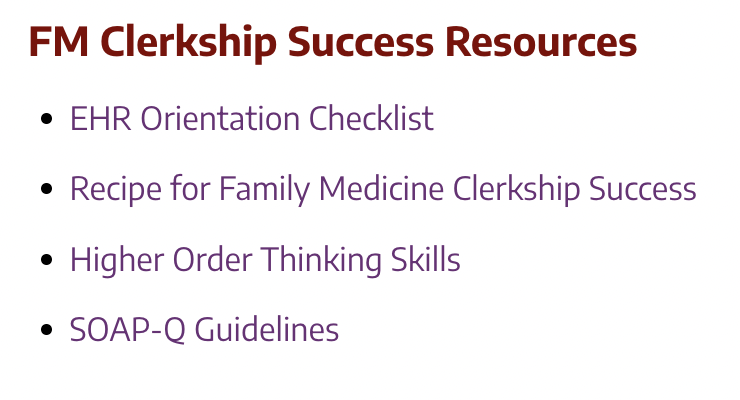 FM Clerkship Success Resources
EHR Orientation Checklist
Recipe for Family Medicine Clerkship Success
Higher Order Thinking Skills
SOAP-Q Guidelines